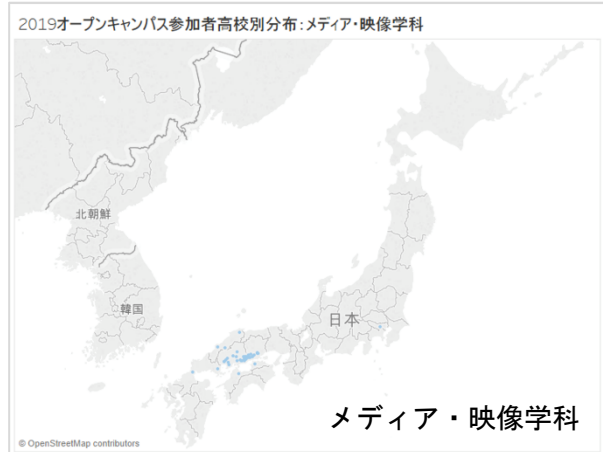 2019オープンキャンパス参加者高校別分布:メディア・映像学科
北朝鮮
韓国
日本
メディア・映像学科
© OpenStreetMap contributors